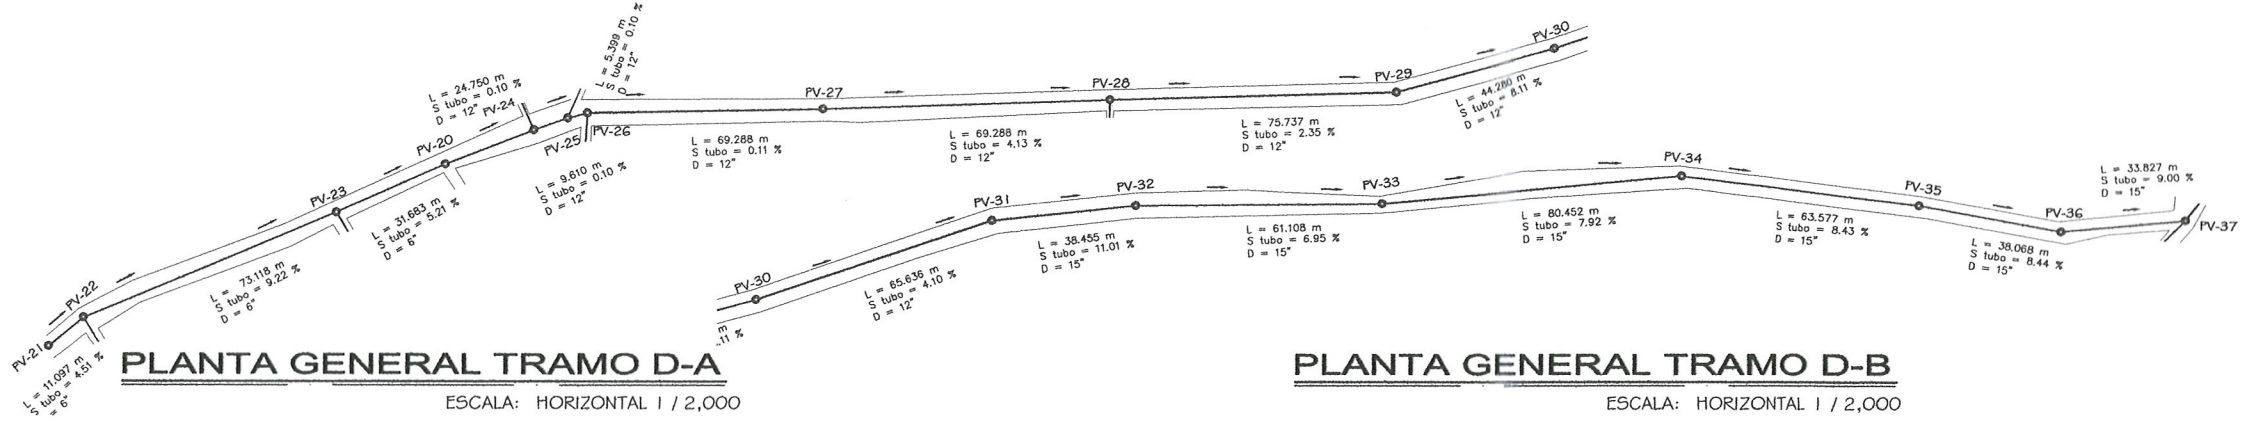 PV-21
L = 11.097 m
S tubo = 4.51 %
= 6"
PV-22
L = 73.118 m
S tubo = 9.22 %
D = 6"
PV-23
L = 31.683 m
S tubo = 5.21 %
D = 6"
PV-20
L = 24.750 m
S tubo = 0.10 %
D = 12"
PV-24
PV-25
L = 9.610 m
S tubo = 0.10 %
D = 12"
L = 5.399 m
S tubo = 0.10 %
D = 12"
PV-26
L = 69.288 m
S tubo = 0.11 %
D = 12"
PV-27
L = 69.288 m
S tubo = 4.13 %
D = 12"
PV-28
L = 75.737 m
S tubo = 2.35 %
D = 12"
PV-29
L = 44.280 m
S tubo = 8.11 %
D = 12"
PV-30
PLANTA GENERAL TRAMO D-A
ESCALA: HORIZONTAL 1 / 2,000
m
.11 %
PV-30
L = 65.636 m
S tubo = 4.10 %
D = 12"
PV-31
L = 38.455 m
S tubo = 11.01 %
D = 15"
PV-32
L = 61.108 m
S tubo = 6.95 %
D = 15"
PV-33
L = 80.452 m
S tubo = 7.92 %
D = 15"
PV-34
L = 63.577 m
S tubo = 8.43 %
D = 15"
PV-35
L = 38.068 m
S tubo = 8.44 %
D = 15"
PV-36
L = 33.827 m
S tubo = 9.00 %
D = 15"
PV-37
PLANTA GENERAL TRAMO D-B
ESCALA: HORIZONTAL 1 / 2,000